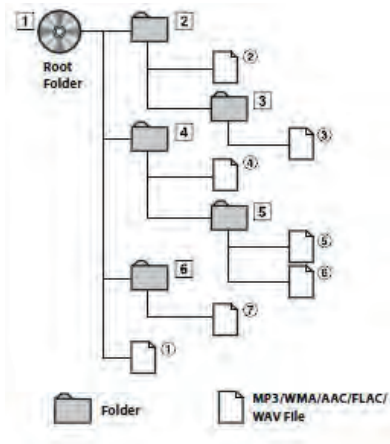 1
2
Root
Folder
②
3
③
4
④
5
⑤
⑥
6
⑦
①
Folder
MP3/WMA/AAC/FLAC/
WAV File